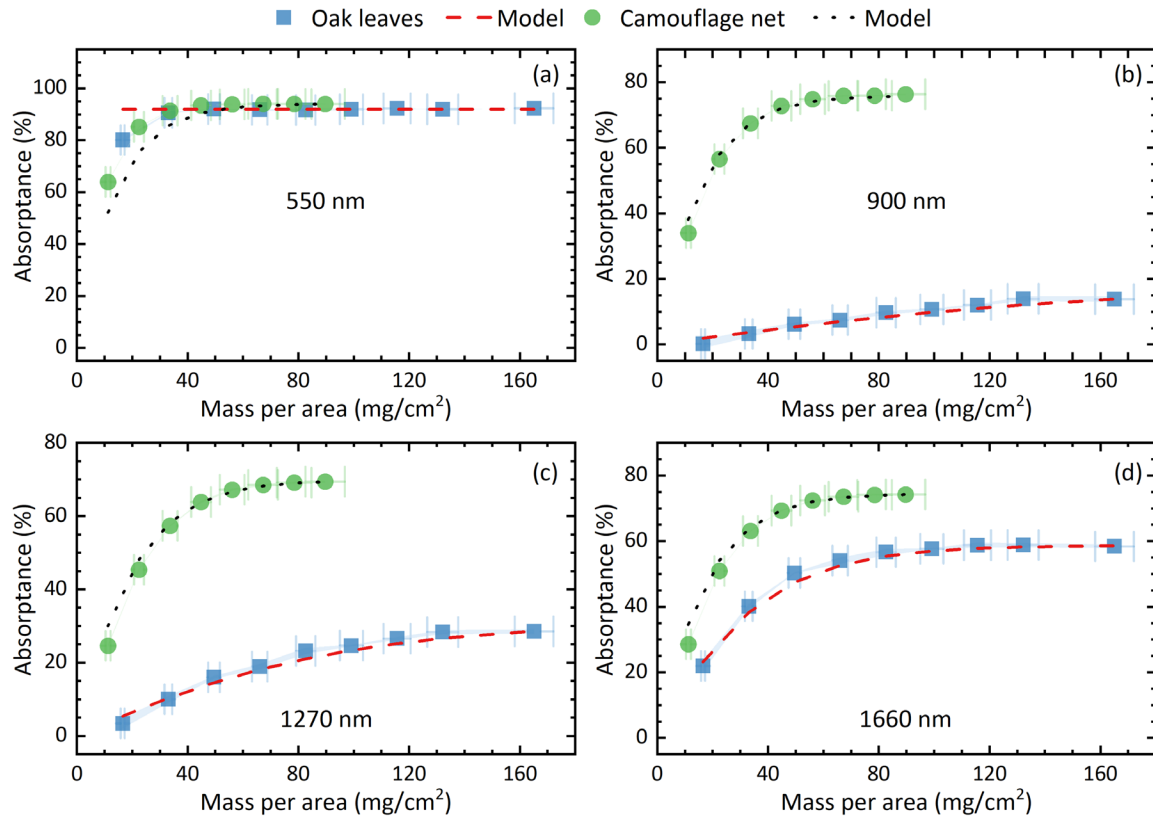 Oak leaves Model Camouflage net Model
(a)
Absorptance (%)
100
80
60
40
20
0
550 nm
0 40 80 120 160
Mass per area (mg/cm²)
(b)
Absorptance (%)
80
60
40
20
0
900 nm
0 40 80 120 160
Mass per area (mg/cm²)
(c)
Absorptance (%)
80
60
40
20
0
1270 nm
0 40 80 120 160
Mass per area (mg/cm²)
(d)
Absorptance (%)
80
60
40
20
0
1660 nm
0 40 80 120 160
Mass per area (mg/cm²)